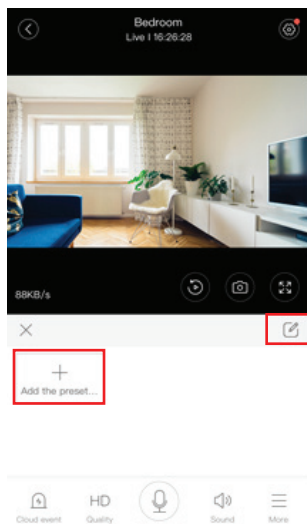 Bedroom
Live I 16:26:28
88KB/s
Add the preset...
HD
Cloud event
Quality
Sound
More